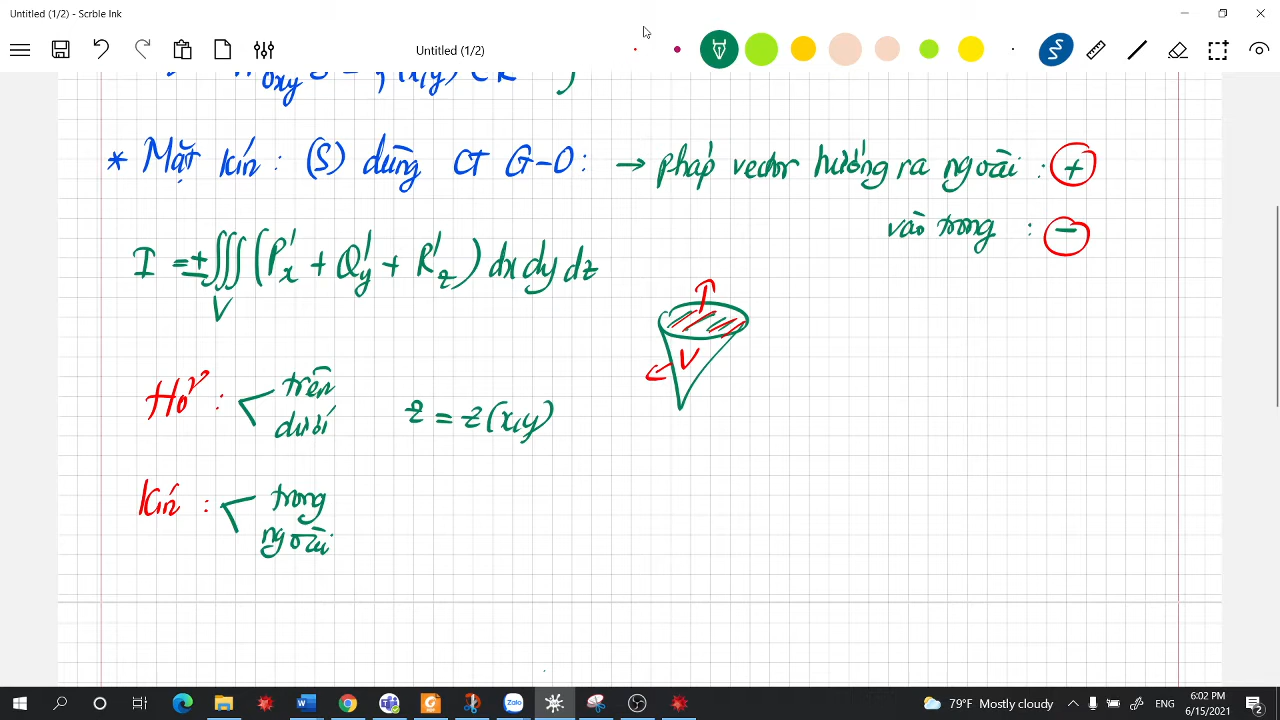 Untitled (1/2) - Scrble Ink
Untitled (1/2)
* Mặt kín : (S) dùng CT G-O : → pháp vector hướng ra ngoài : +
vào trong : -
I = ± ∭ (P'x + Q'y + R'z) dx dy dz
V
V
Hở :
trên
dưới
z = z(x,y)
Kín :
trong
ngoài
79°F Mostly cloudy
ENG
6:02 PM
6/15/2021
2